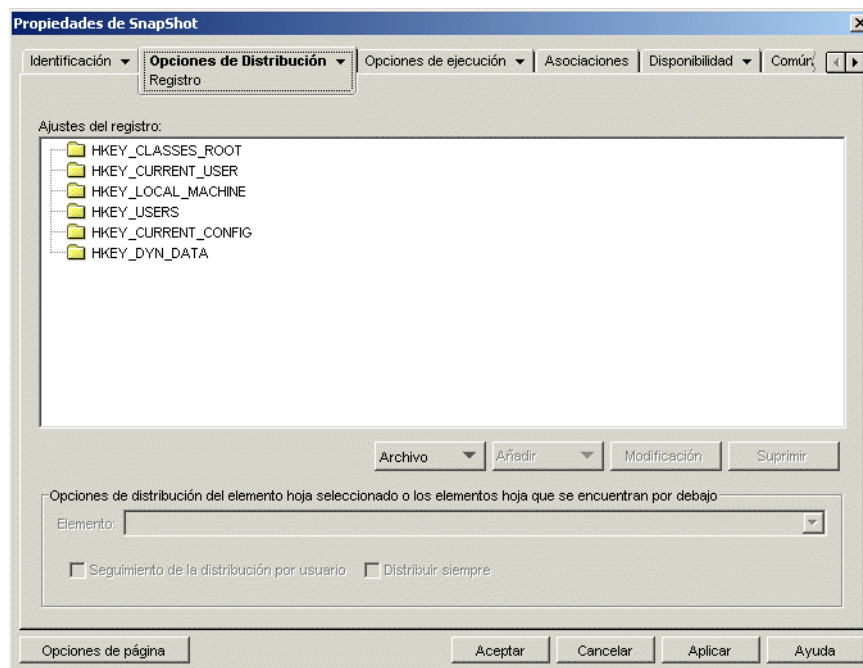 Propiedades de SnapShot
Identificación
Opciones de Distribución
Opciones de ejecución
Asociaciones
Disponibilidad
Común
Registro
Ajustes del registro:
HKEY_CLASSES_ROOT
HKEY_CURRENT_USER
HKEY_LOCAL_MACHINE
HKEY_USERS
HKEY_CURRENT_CONFIG
HKEY_DYN_DATA
Archivo
Añadir
Modificación
Suprimir
Opciones de distribución del elemento hoja seleccionado o los elementos hoja que se encuentran por debajo
Elemento:
Seguimiento de la distribución por usuario
Distribuir siempre
Opciones de página
Aceptar
Cancelar
Aplicar
Ayuda